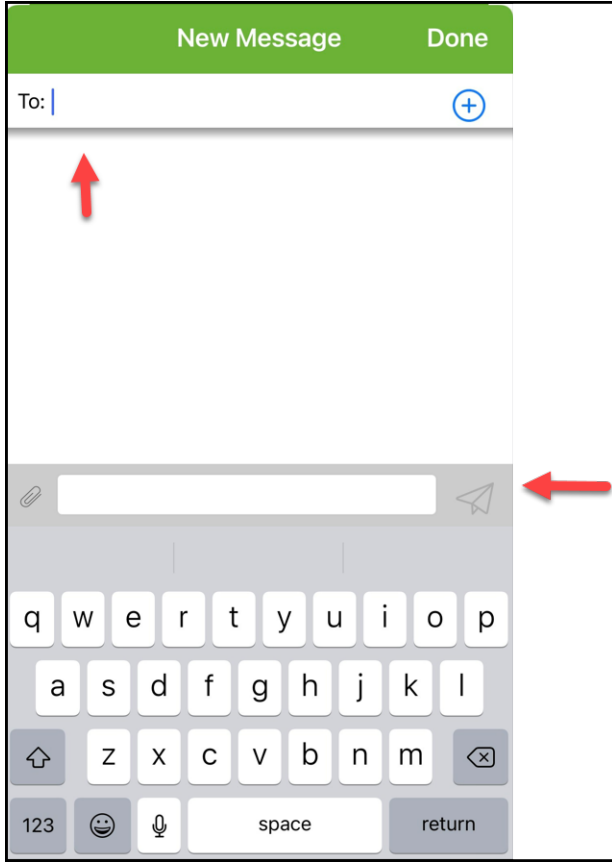 New Message Done
To:
q w e r t y u i o p
a s d f g h j k l
z x c v b n m
123 space return